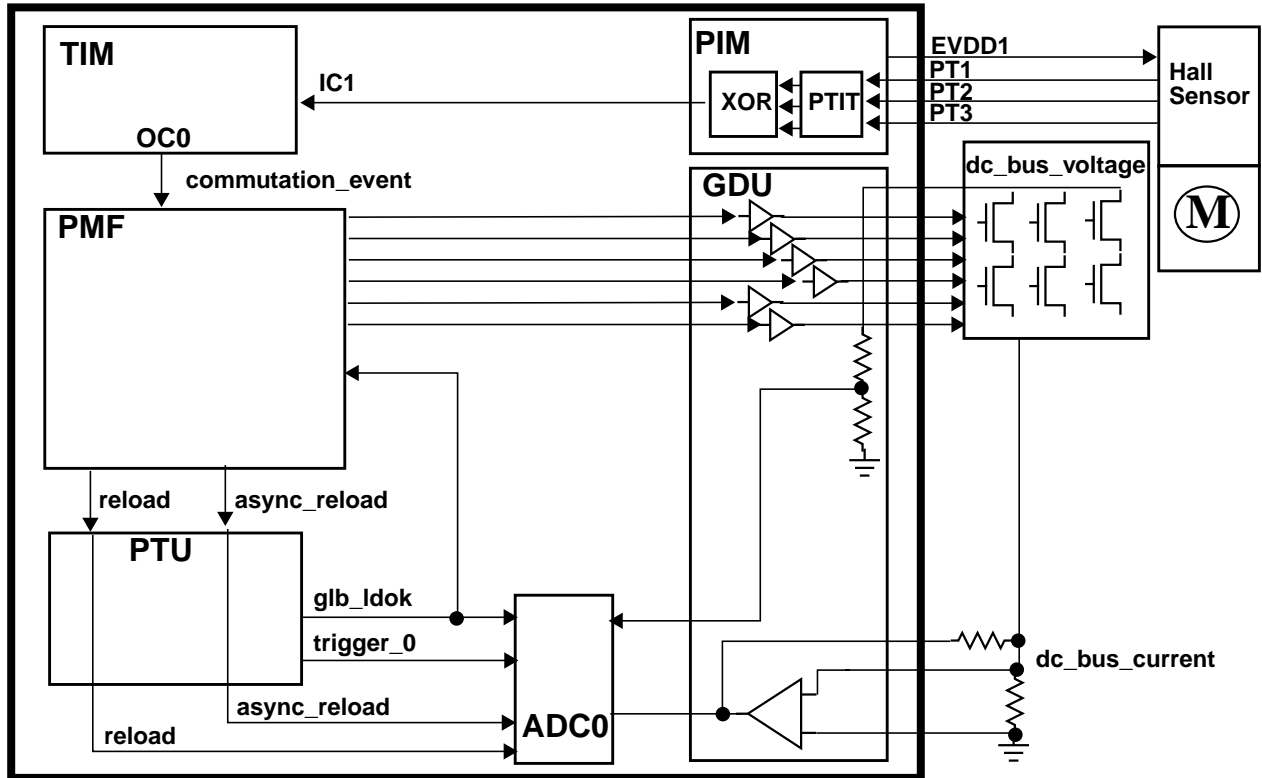 TIM
PIM
EVDD1
PT1
PT2
PT3
Hall
Sensor
IC1
XOR
PTIT
OC0
commutation_event
GDU
dc_bus_voltage
M
PMF
reload
async_reload
PTU
glb_ldok
trigger_0
dc_bus_current
async_reload
reload
ADC0